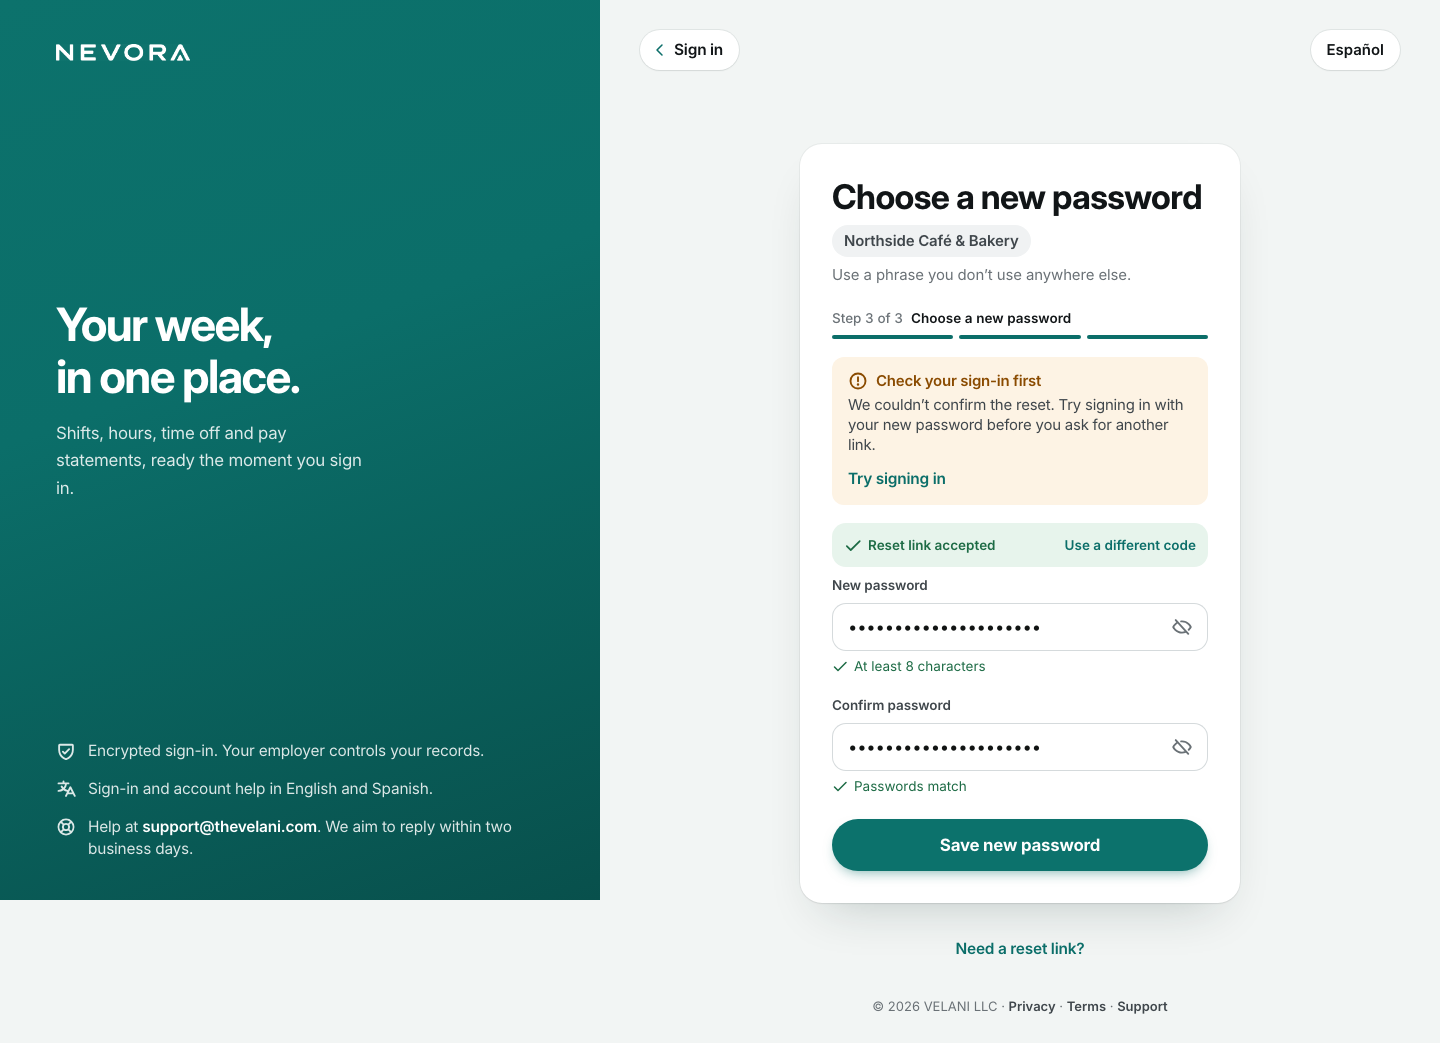 NEVORA
Your week,
in one place.
Shifts, hours, time off and pay
statements, ready the moment you sign
in.
Encrypted sign-in. Your employer controls your records.
Sign-in and account help in English and Spanish.
Help at support@thevelani.com. We aim to reply within two
business days.
Sign in
Español
Choose a new password
Northside Café & Bakery
Use a phrase you don’t use anywhere else.
Step 3 of 3 Choose a new password
Check your sign-in first
We couldn’t confirm the reset. Try signing in with
your new password before you ask for another
link.
Try signing in
Reset link accepted
Use a different code
New password
•••••••••••••••••••••
At least 8 characters
Confirm password
•••••••••••••••••••••
Passwords match
Save new password
Need a reset link?
© 2026 VELANI LLC · Privacy · Terms · Support